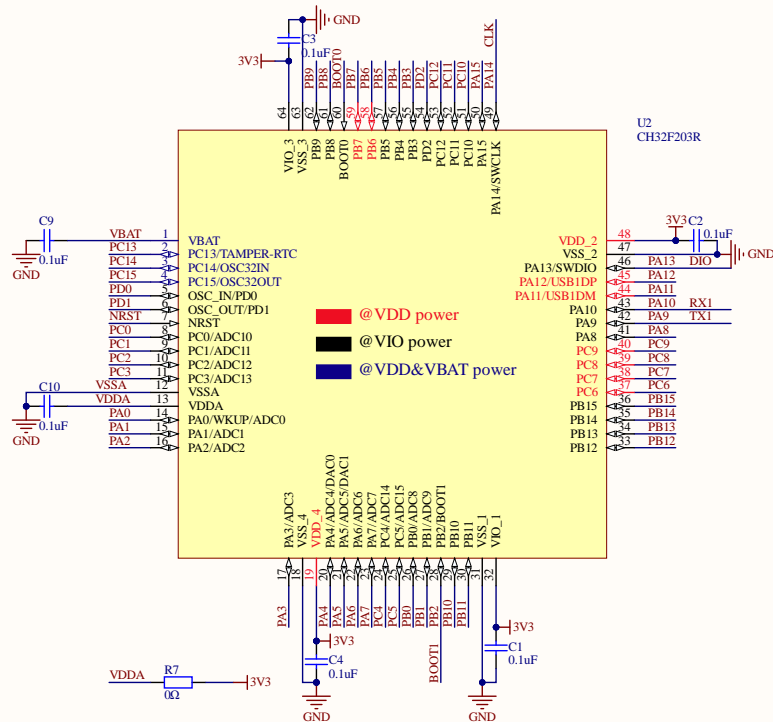 GND
C3
0.1uF
3V3
PB9
PB8
BOOT0
PB7
PB6
PB5
PB4
PB3
PD2
PC12
PC11
PC10
PA15
PA14
CLK
64
63
62
61
60
59
58
57
56
55
54
53
52
51
50
49
VIO_3
VSS_3
PB9
PB8
BOOT0
PB7
PB6
PB5
PB4
PB3
PD2
PC12
PC11
PC10
PA15
PA14/SWCLK
U2
CH32F203R
C9
0.1uF
GND
VBAT 1 VBAT
PC13 2 PC13/TAMPER-RTC
PC14 3 PC14/OSC32IN
PC15 4 PC15/OSC32OUT
PD0 5 OSC_IN/PD0
PD1 6 OSC_OUT/PD1
NRST 7 NRST
PC0 8 PC0/ADC10
PC1 9 PC1/ADC11
PC2 10 PC2/ADC12
PC3 11 PC3/ADC13
VSSA 12 VSSA
VDDA 13 VDDA
PA0 14 PA0/WKUP/ADC0
PA1 15 PA1/ADC1
PA2 16 PA2/ADC2
C10
0.1uF
GND
@VDD power
@VIO power
@VDD&VBAT power
3V3
C2
0.1uF
GND
VDD_2 48
VSS_2 47
PA13/SWDIO 46 PA13 DIO
PA12/USB1DP 45 PA12
PA11/USB1DM 44 PA11
PA10 43 PA10 RX1
PA9 42 PA9 TX1
PA8 41 PA8
PC9 40 PC9
PC8 39 PC8
PC7 38 PC7
PC6 37 PC6
PB15 36 PB15
PB14 35 PB14
PB13 34 PB13
PB12 33 PB12
PA3/ADC3
VSS_4
VDD_4
PA4/ADC4/DAC0
PA5/ADC5/DAC1
PA6/ADC6
PA7/ADC7
PC4/ADC14
PC5/ADC15
PB0/ADC8
PB1/ADC9
PB2/BOOT1
PB10
PB11
VSS_1
VIO_1
17
18
19
20
21
22
23
24
25
26
27
28
29
30
31
32
PA3
PA4
PA5
PA6
PA7
PC4
PC5
PB0
PB1
PB2
PB10
PB11
BOOT1
3V3
C4
0.1uF
GND
3V3
C1
0.1uF
GND
VDDA
R7
0Ω
3V3